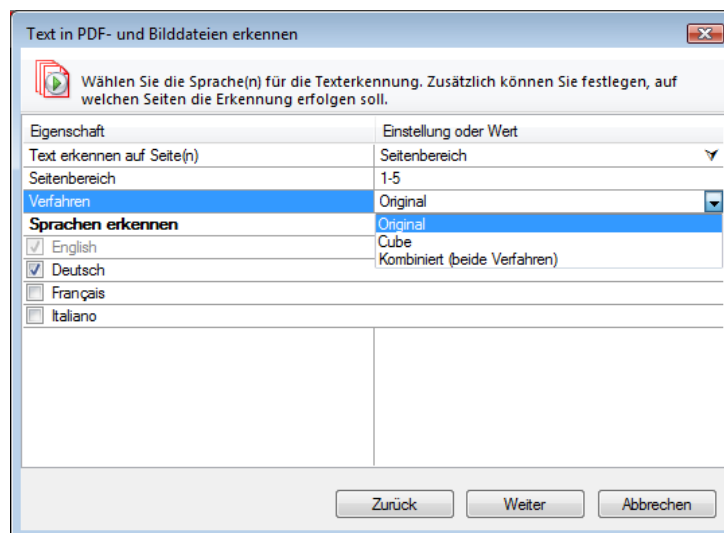 Text in PDF- und Bilddateien erkennen
Wählen Sie die Sprache(n) für die Texterkennung. Zusätzlich können Sie festlegen, auf
welchen Seiten die Erkennung erfolgen soll.
Eigenschaft Einstellung oder Wert
Text erkennen auf Seite(n) Seitenbereich
Seitenbereich 1-5
Verfahren Original
Sprachen erkennen Original
English Cube
Kombiniert (beide Verfahren)
Deutsch
Français
Italiano
Zurück Weiter Abbrechen